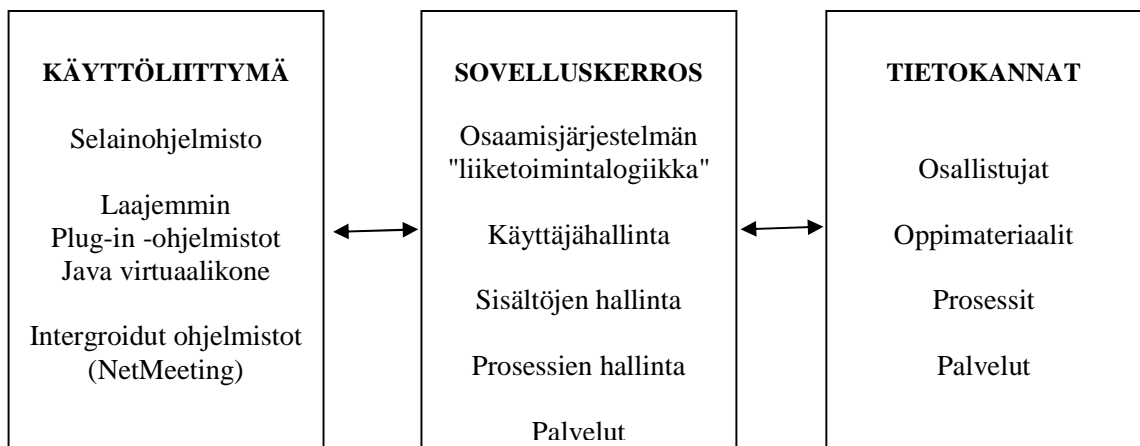 KÄYTTÖLIITTYMÄ
Selainohjelmisto
Laajemmin
Plug-in -ohjelmistot
Java virtuaalikone
Intergroidut ohjelmistot
(NetMeeting)
SOVELLUSKERROS
Osaamisjärjestelmän
"liiketoimintalogiikka"
Käyttäjähallinta
Sisältöjen hallinta
Prosessien hallinta
Palvelut
TIETOKANNAT
Osallistujat
Oppimateriaalit
Prosessit
Palvelut